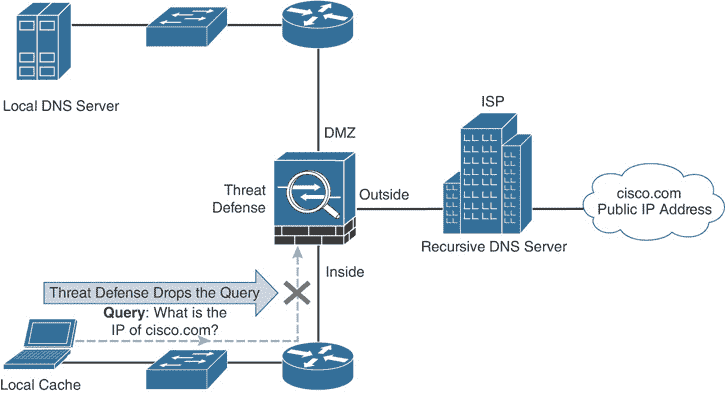 Local DNS Server
DMZ
ISP
Threat
Defense
Outside
cisco.com
Public IP Address
Recursive DNS Server
Inside
Threat Defense Drops the Query
Query: What is the
IP of cisco.com?
Local Cache